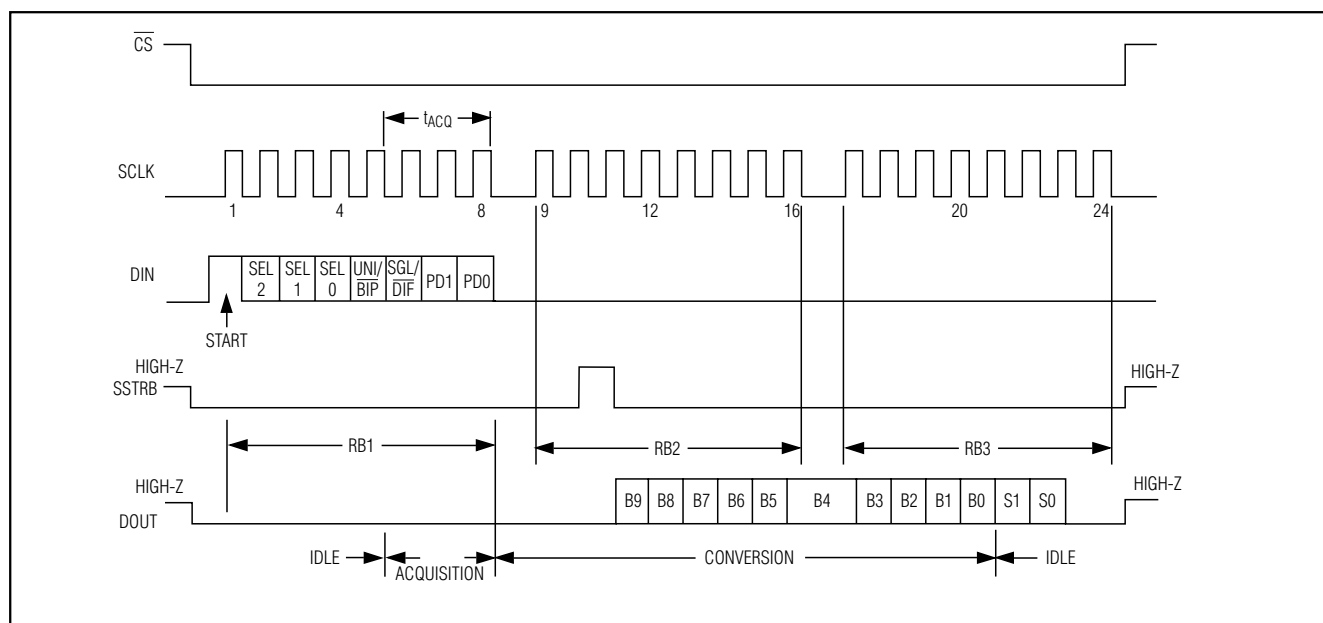 CS
tACQ
SCLK
1 4 8 9 12 16 20 24
DIN
SEL 2
SEL 1
SEL 0
UNI/BIP
SGL/DIF
PD1
PD0
START
HIGH-Z
SSTRB
HIGH-Z
RB1
RB2
RB3
HIGH-Z
DOUT
B9 B8 B7 B6 B5 B4 B3 B2 B1 B0 S1 S0
HIGH-Z
IDLE
ACQUISITION
CONVERSION
IDLE